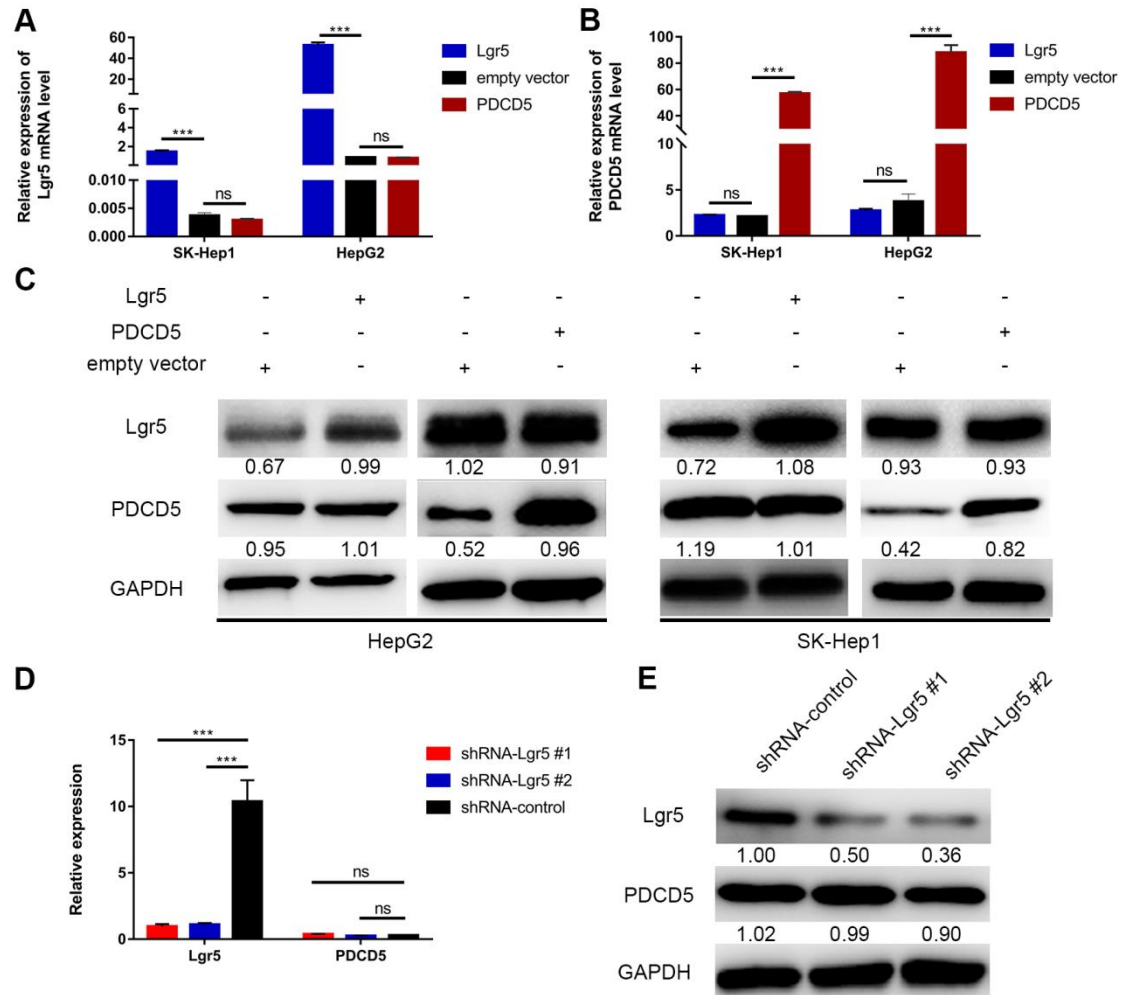 A
Relative expression of
Lgr5 mRNA level
60
40
20
6
4
2
0.010
0.005
0.000
***
***
ns
ns
SK-Hep1
HepG2
Lgr5
empty vector
PDCD5
B
Relative expression of
PDCD5 mRNA level
100
80
60
40
10
5
0
***
***
ns
ns
SK-Hep1
HepG2
Lgr5
empty vector
PDCD5
C
Lgr5 - + - - - + - -
PDCD5 - - - + - - - +
empty vector + - + - + - + -
Lgr5
0.67 0.99 1.02 0.91 0.72 1.08 0.93 0.93
PDCD5
0.95 1.01 0.52 0.96 1.19 1.01 0.42 0.82
GAPDH
HepG2 SK-Hep1
D
Relative expression
15
10
5
0
***
***
ns
ns
Lgr5
PDCD5
shRNA-Lgr5 #1
shRNA-Lgr5 #2
shRNA-control
E
shRNA-control
shRNA-Lgr5 #1
shRNA-Lgr5 #2
Lgr5
1.00 0.50 0.36
PDCD5
1.02 0.99 0.90
GAPDH